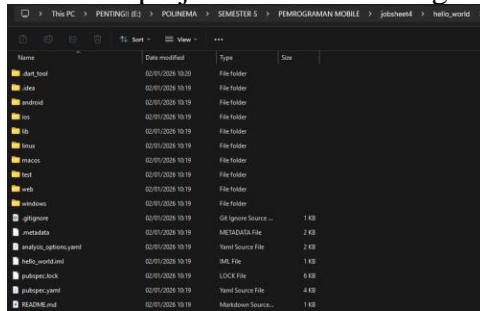 This PC > PENTING!! (E:) > POLINEMA > SEMESTER 5 > PEMROGRAMAN MOBILE > jobsheet4 > hello_world
Sort View ...
Name Date modified Type Size
.dart_tool 02/01/2026 10:20 File folder
.idea 02/01/2026 10:19 File folder
android 02/01/2026 10:19 File folder
ios 02/01/2026 10:19 File folder
lib 02/01/2026 10:19 File folder
linux 02/01/2026 10:19 File folder
macos 02/01/2026 10:19 File folder
test 02/01/2026 10:19 File folder
web 02/01/2026 10:19 File folder
windows 02/01/2026 10:19 File folder
.gitignore 02/01/2026 10:19 Git Ignore Source ... 1 KB
.metadata 02/01/2026 10:19 METADATA File 2 KB
analysis_options.yaml 02/01/2026 10:19 Yaml Source File 2 KB
hello_world.iml 02/01/2026 10:19 IML File 1 KB
pubspec.lock 02/01/2026 10:19 LOCK File 6 KB
pubspec.yaml 02/01/2026 10:19 Yaml Source File 4 KB
README.md 02/01/2026 10:19 Markdown Source... 1 KB